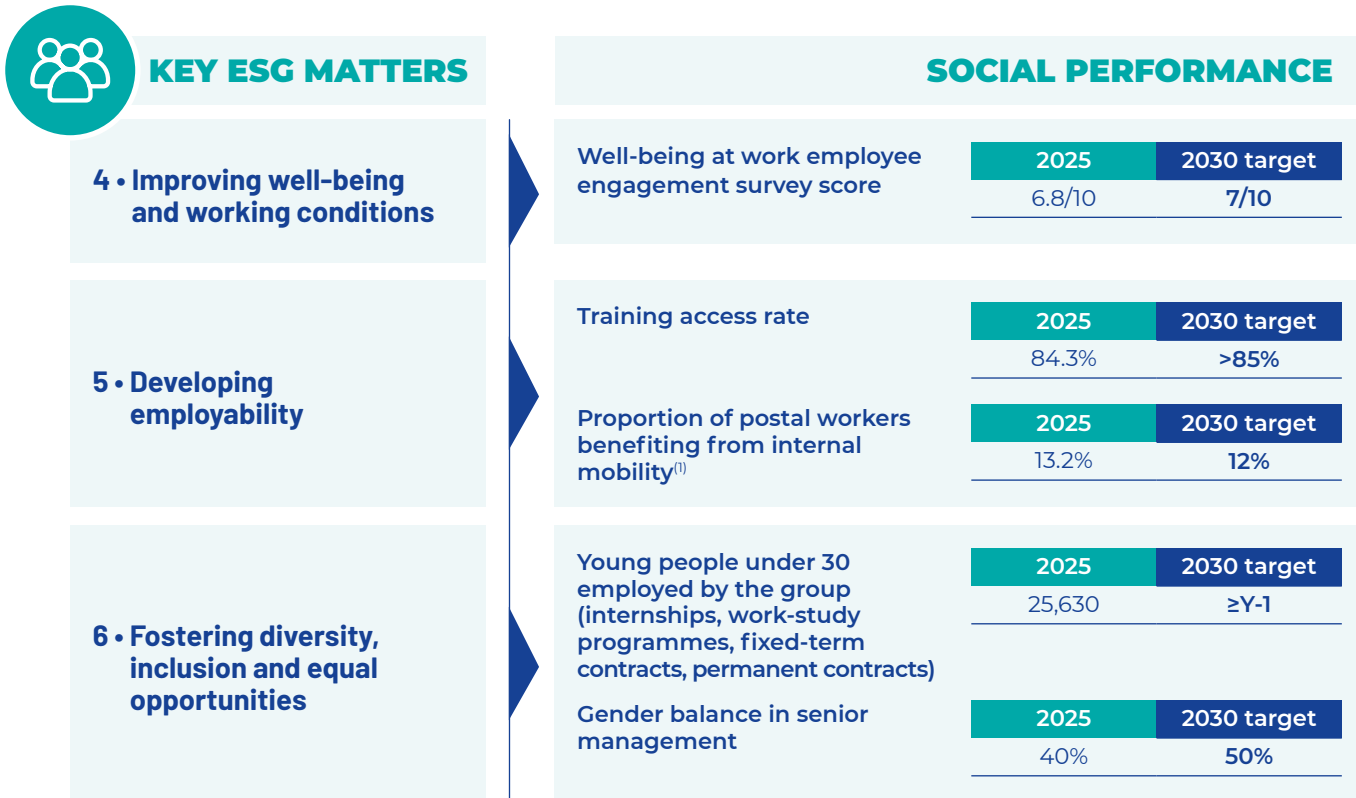 KEY ESG MATTERS
SOCIAL PERFORMANCE
4 • Improving well-being
and working conditions
Well-being at work employee
engagement survey score
2025 2030 target
6.8/10 7/10
5 • Developing
employability
Training access rate
2025 2030 target
84.3% >85%
Proportion of postal workers
benefiting from internal
mobility(1)
2025 2030 target
13.2% 12%
6 • Fostering diversity,
inclusion and equal
opportunities
Young people under 30
employed by the group
(internships, work-study
programmes, fixed-term
contracts, permanent contracts)
2025 2030 target
25,630 ≥Y-1
Gender balance in senior
management
2025 2030 target
40% 50%